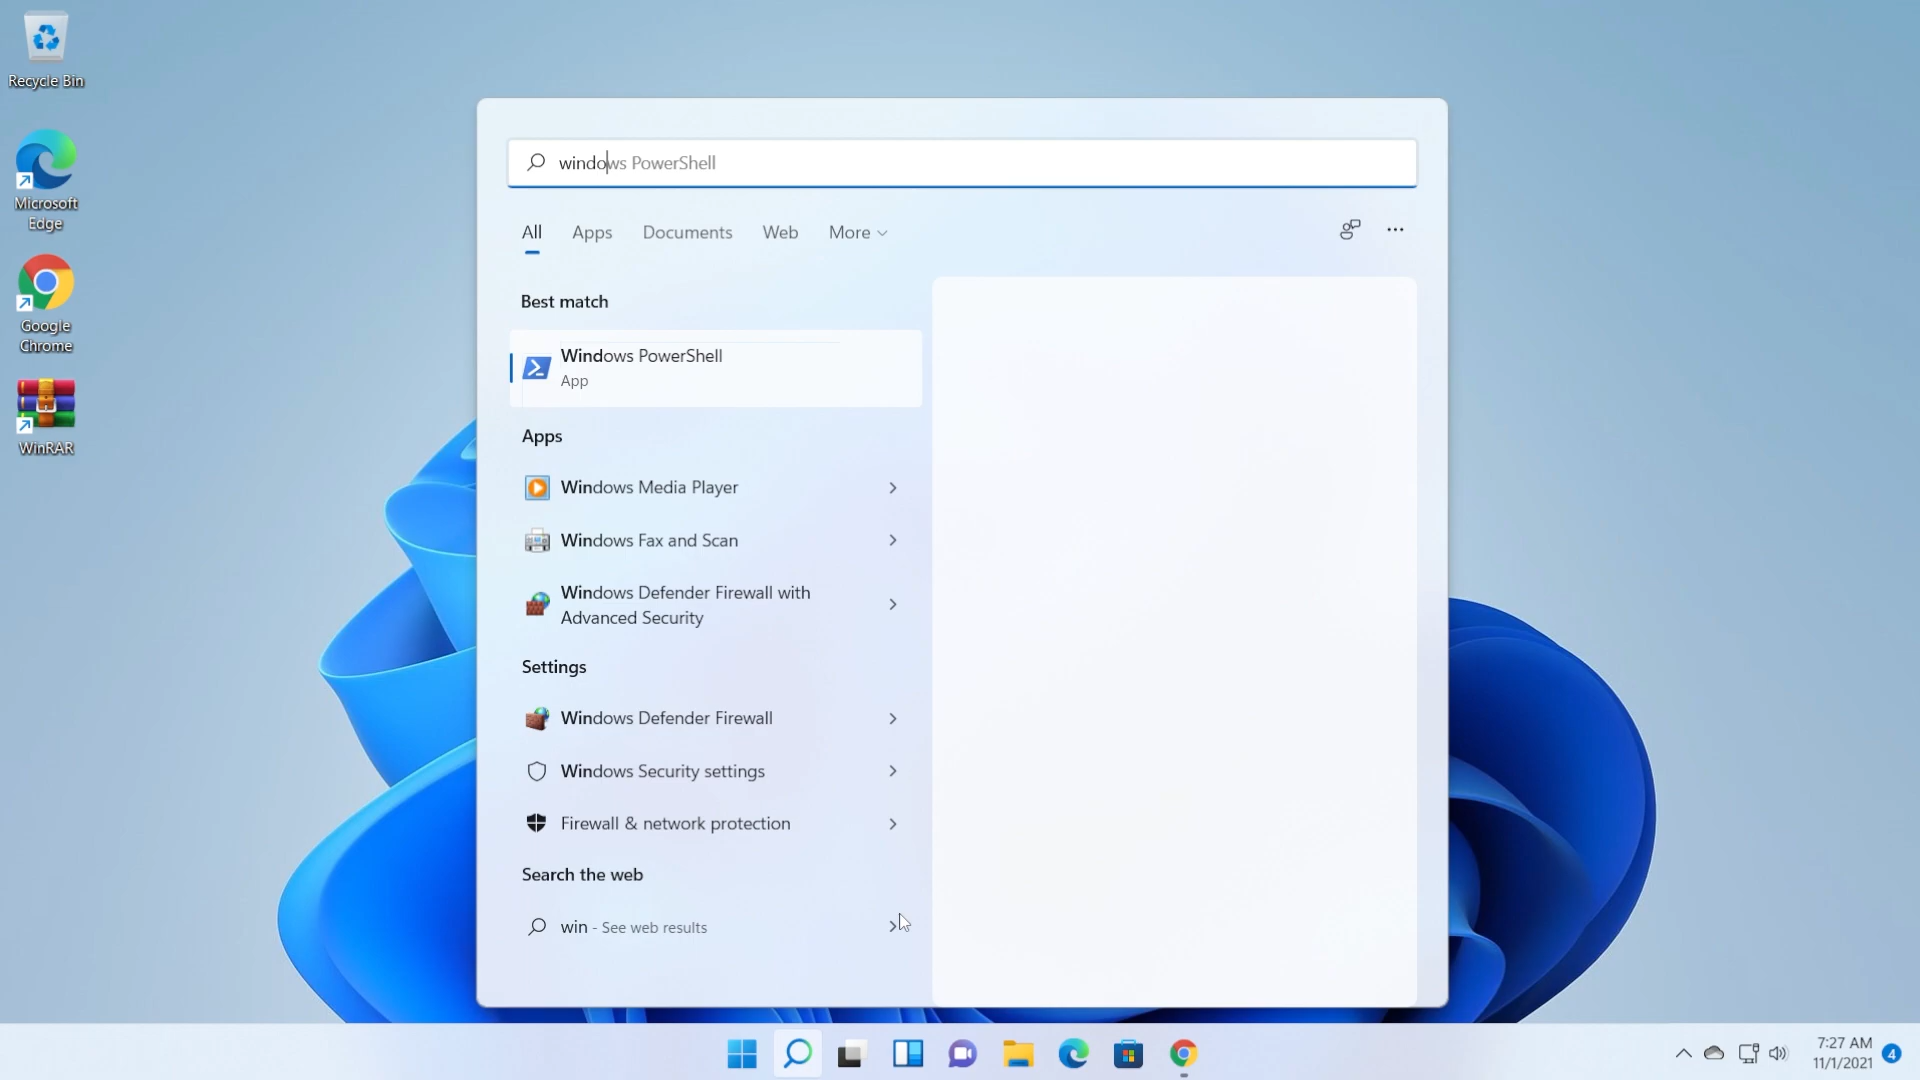 Recycle Bin
Microsoft
Edge
Google
Chrome
WinRAR
windows PowerShell
All
Apps
Documents
Web
More
Best match
Windows PowerShell
App
Apps
Windows Media Player
Windows Fax and Scan
Windows Defender Firewall with
Advanced Security
Settings
Windows Defender Firewall
Windows Security settings
Firewall & network protection
Search the web
win - See web results
7:27 AM
11/1/2021
4